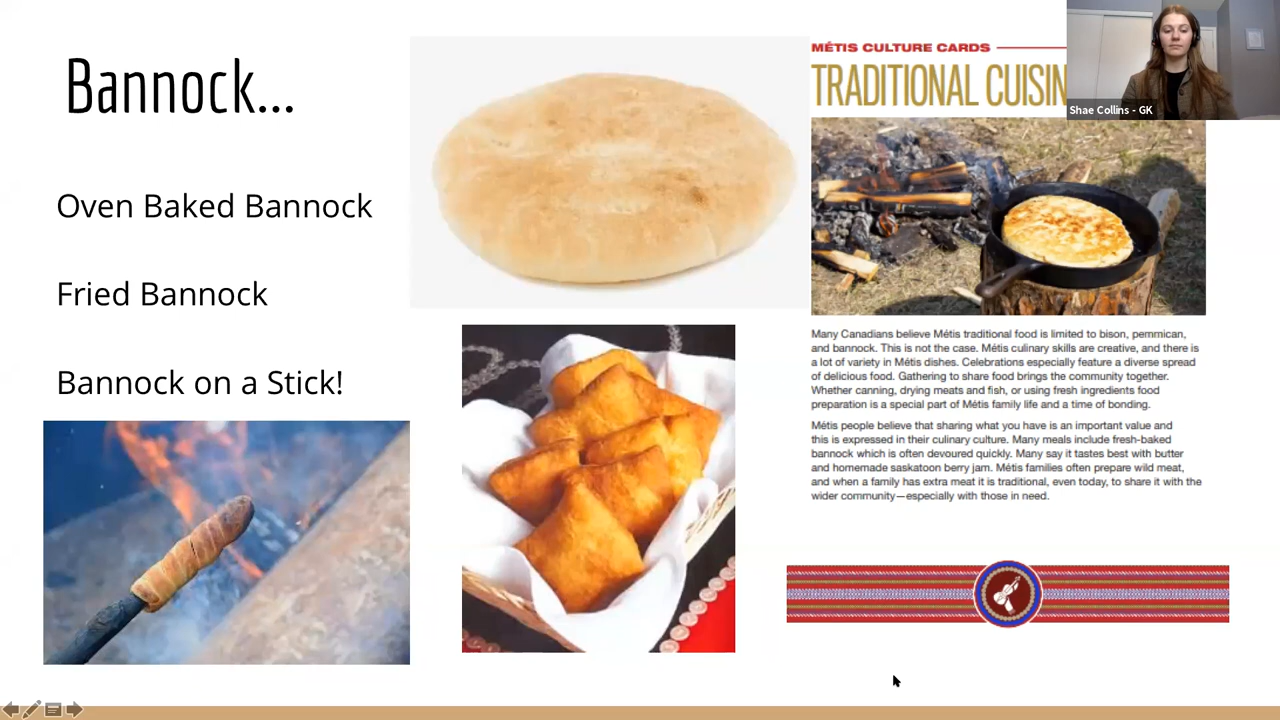 Bannock...
Oven Baked Bannock
Fried Bannock
Bannock on a Stick!
MÉTIS CULTURE CARDS
TRADITIONAL
Shae Collins - GK
Many Canadians believe Métis traditional food is limited to bison, pemmican,
and bannock. This is not the case. Métis culinary skills are creative, and there is
a lot of variety in Métis dishes. Celebrations especially feature a diverse spread
of delicious food. Gathering to share food brings the community together.
Whether canning, drying meats and fish, or using fresh ingredients food
preparation is a special part of Métis family life and a time of bonding.
Métis people believe that sharing what you have is an important value and
this is expressed in their culinary culture. Many meals include fresh-baked
bannock which is often devoured quickly. Many say it tastes best with butter
and homemade saskatoon berry jam. Métis families often prepare wild meat,
and when a family has extra meat it is traditional, even today, to share it with the
wider community—especially with those in need.